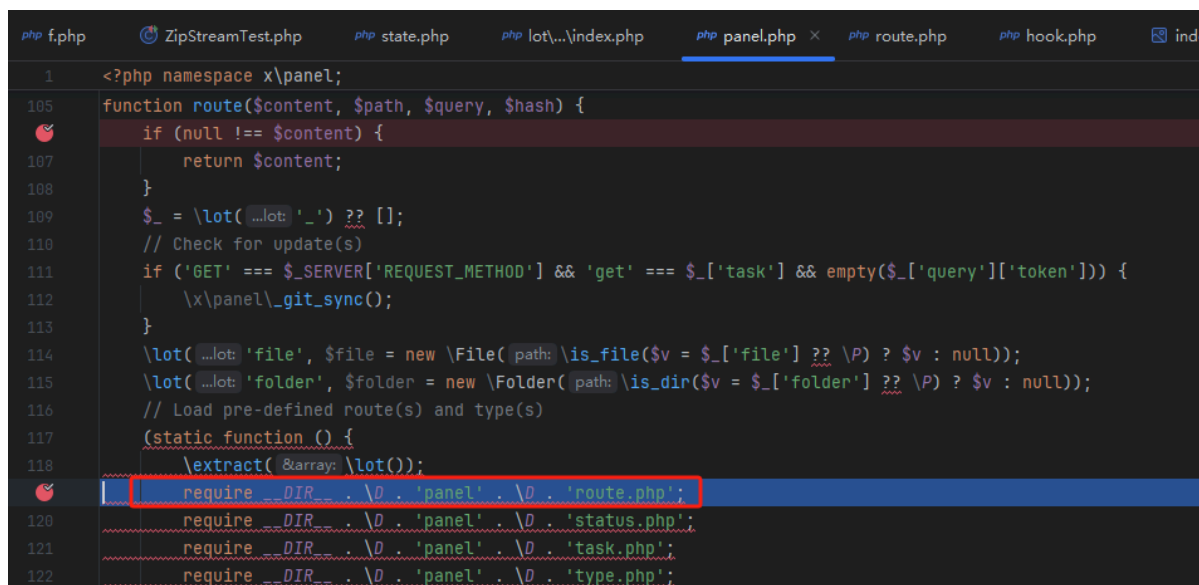 php f.php ZipStreamTest.php php state.php php lot\...\index.php php panel.php × php route.php php hook.php ind
1 <?php namespace x\panel;
105 function route($content, $path, $query, $hash) {
if (null !== $content) {
107 return $content;
108 }
109 $_ = \lot( ...lot: '_') ?? [];
110 // Check for update(s)
111 if ('GET' === $_SERVER['REQUEST_METHOD'] && 'get' === $_['task'] && empty($_['query']['token'])) {
112 \x\panel\_git_sync();
113 }
114 \lot( ...lot: 'file', $file = new \File( path: \is_file($v = $_['file'] ?? \P) ? $v : null));
115 \lot( ...lot: 'folder', $folder = new \Folder( path: \is_dir($v = $_['folder'] ?? \P) ? $v : null));
116 // Load pre-defined route(s) and type(s)
117 (static function () {
118 \extract( &array: \lot());
require __DIR__ . \D . 'panel' . \D . 'route.php';
120 require __DIR__ . \D . 'panel' . \D . 'status.php';
121 require __DIR__ . \D . 'panel' . \D . 'task.php';
122 require __DIR__ . \D . 'panel' . \D . 'type.php';